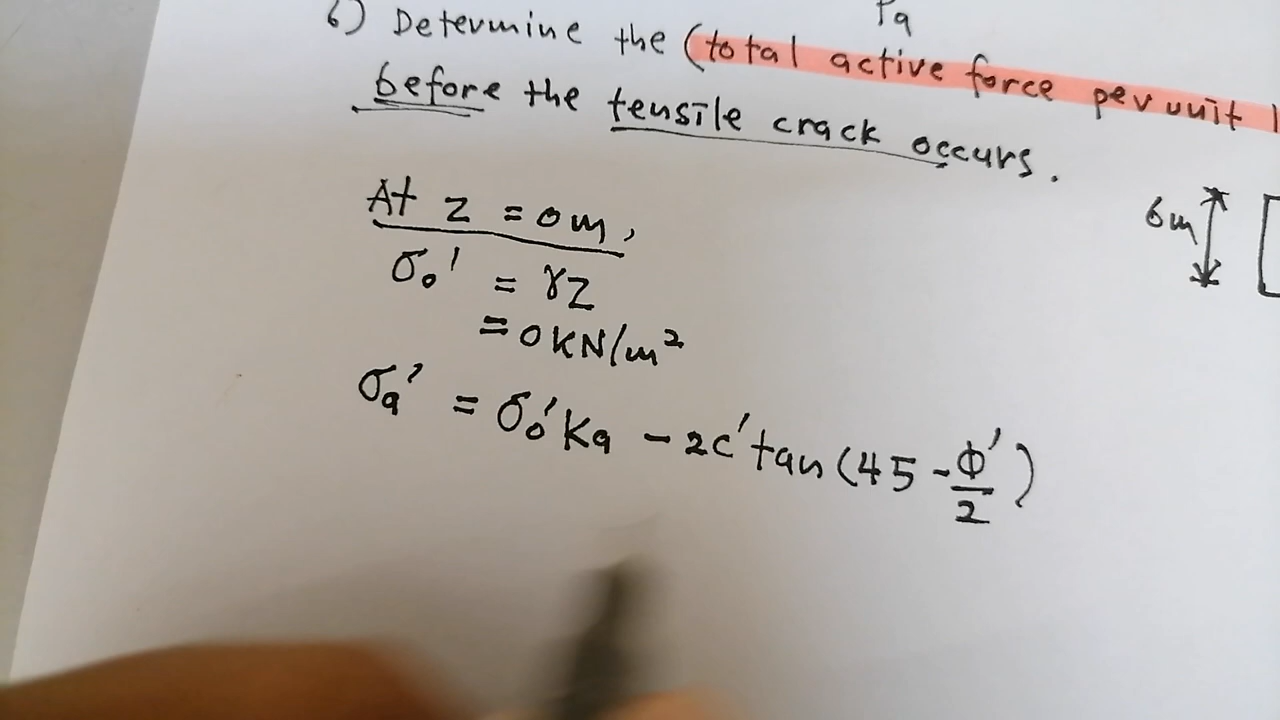 Pa
6) Determine the (total active force per unit
before the tensile crack occurs.
At z = 0m,
6m
σ₀' = γz
= 0 KN/m²
σₐ' = σ₀'Ka - 2c'tan(45 - Φ'/2)